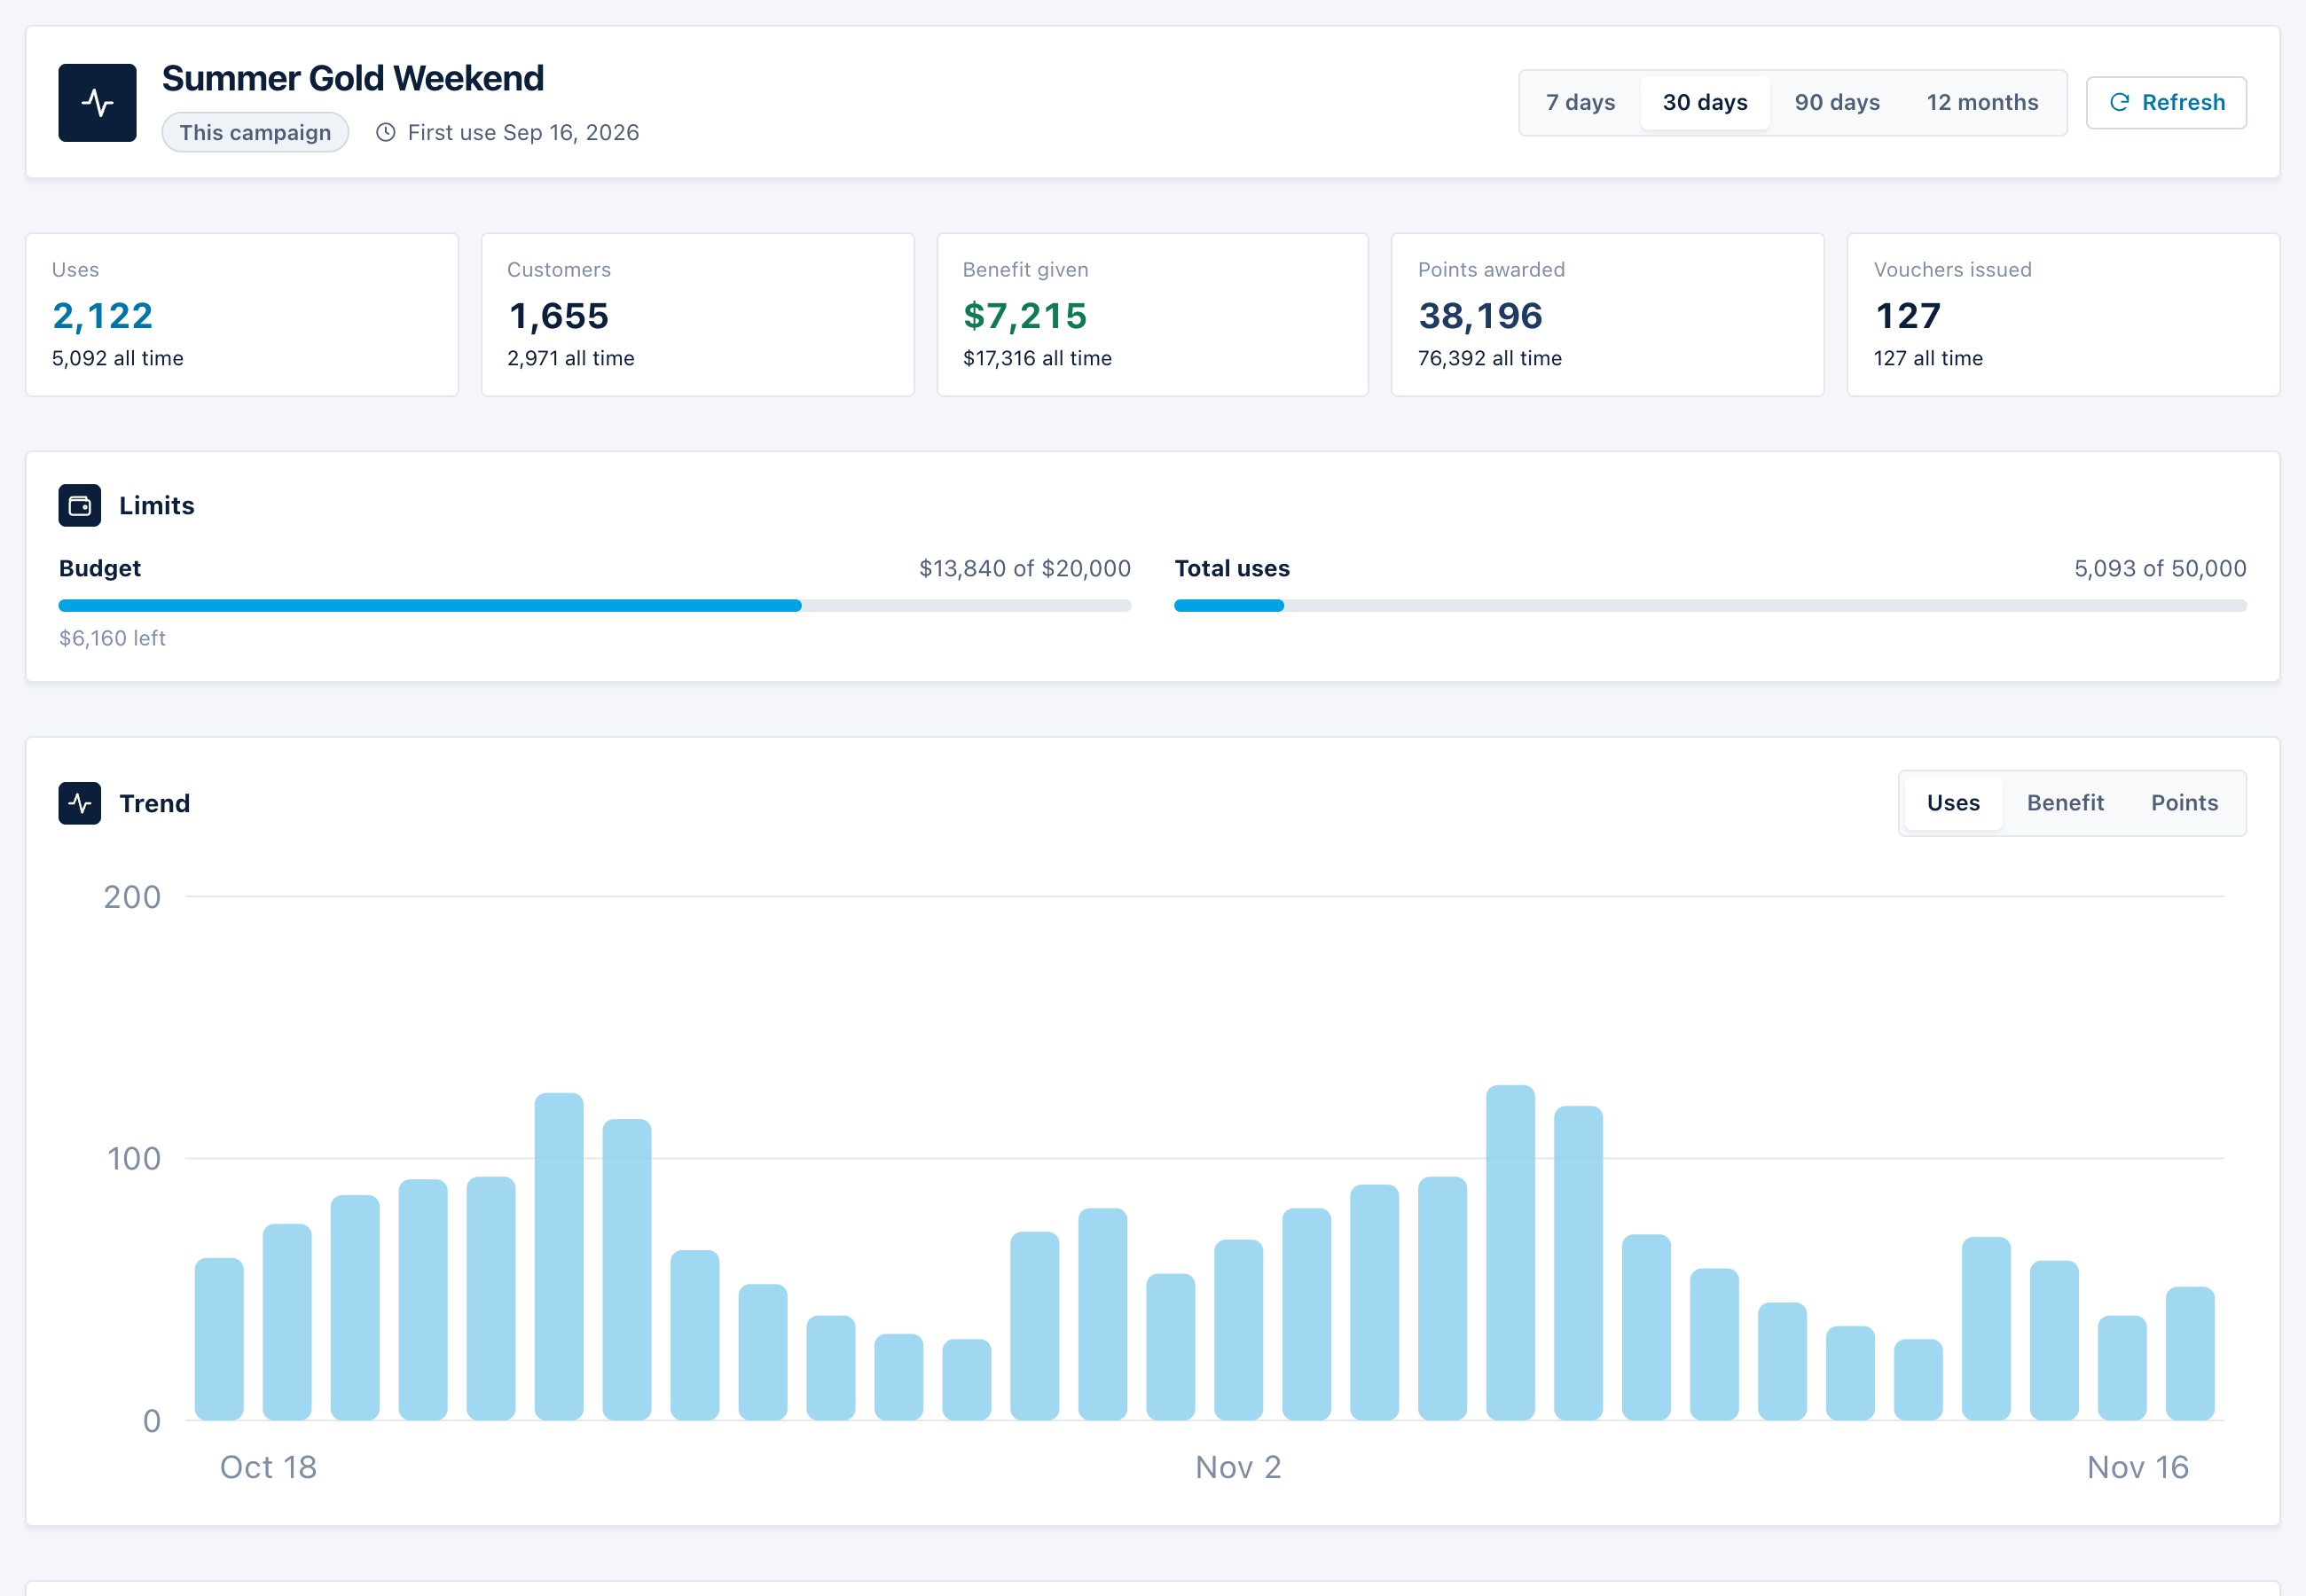 Summer Gold Weekend
This campaign
First use Sep 16, 2026
7 days
30 days
90 days
12 months
Refresh
Uses
2,122
5,092 all time
Customers
1,655
2,971 all time
Benefit given
$7,215
$17,316 all time
Points awarded
38,196
76,392 all time
Vouchers issued
127
127 all time
Limits
Budget
$13,840 of $20,000
$6,160 left
Total uses
5,093 of 50,000
Trend
Uses
Benefit
Points
200
100
0
Oct 18
Nov 2
Nov 16